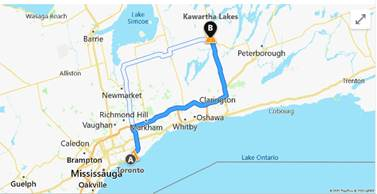 Wasaga Beach
Lake
Simcoe
Kawartha Lakes
B
Barrie
Peterborough
Alliston
Newmarket
Trenton
Richmond Hill
Clarington
Cobourg
Vaughan
Markham
Oshawa
Whitby
Caledon
A
Brampton
Toronto
Lake Ontario
Mississauga
Guelph
Oakville